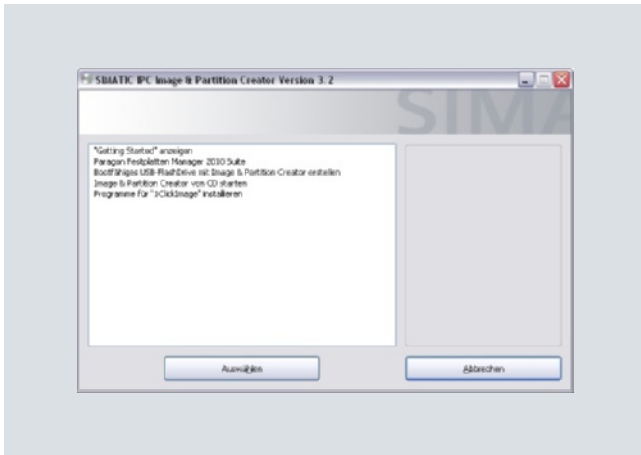 SIMATIC IPC Image & Partition Creator Version 3.2
SIMA
"Getting Started" anzeigen
Paragon Festplatten Manager 2010 Suite
Bootfähiges USB-FlashDrive mit Image & Partition Creator erstellen
Image & Partition Creator von CD starten
Programme für "1ClickImage" installieren
Auswählen
Abbrechen